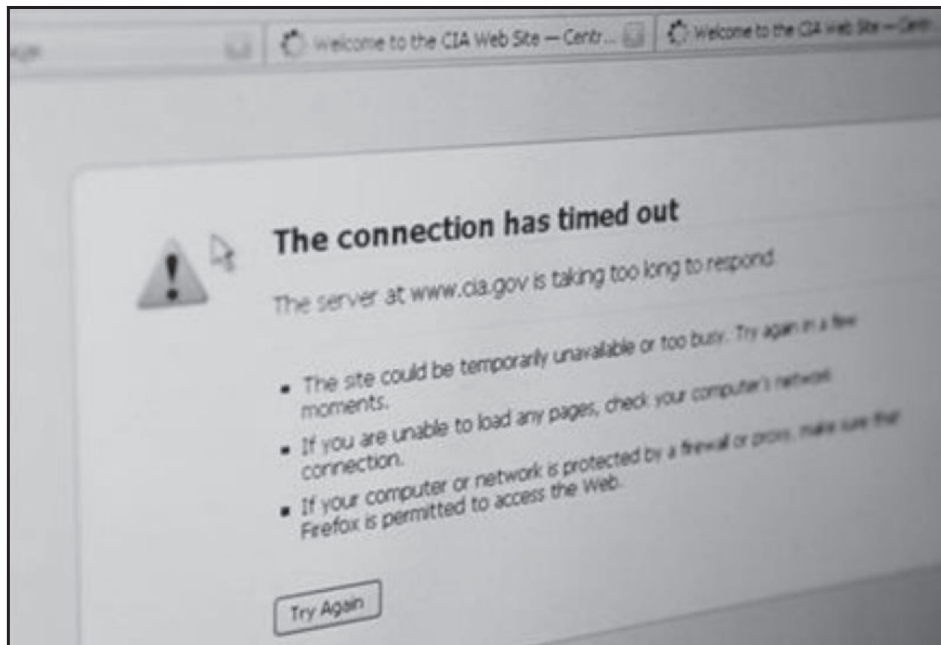 Welcome to the CIA Web Site — Centr...
Welcome to the CIA Web Site — Centr...
The connection has timed out
The server at www.cia.gov is taking too long to respond.
▪ The site could be temporarily unavailable or too busy. Try again in a few
moments.
▪ If you are unable to load any pages, check your computer's network
connection.
▪ If your computer or network is protected by a firewall or proxy, make sure that
Firefox is permitted to access the Web.
Try Again